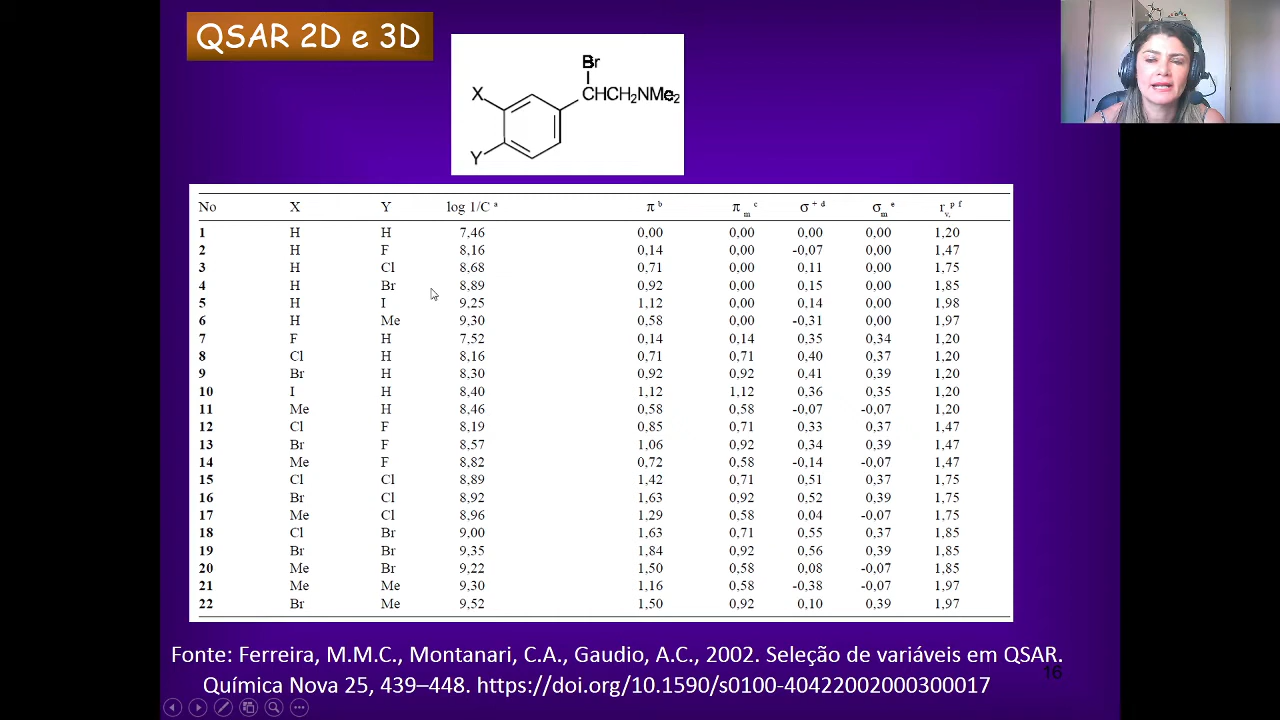 QSAR 2D e 3D
Br
X CHCH2NMe2
Y
No X Y log 1/C a π b π m c σ + d σ m e r v, p f
1 H H 7,46 0,00 0,00 0,00 0,00 1,20
2 H F 8,16 0,14 0,00 -0,07 0,00 1,47
3 H Cl 8,68 0,71 0,00 0,11 0,00 1,75
4 H Br 8,89 0,92 0,00 0,15 0,00 1,85
5 H I 9,25 1,12 0,00 0,14 0,00 1,98
6 H Me 9,30 0,58 0,00 -0,31 0,00 1,97
7 F H 7,52 0,14 0,14 0,35 0,34 1,20
8 Cl H 8,16 0,71 0,71 0,40 0,37 1,20
9 Br H 8,30 0,92 0,92 0,41 0,39 1,20
10 I H 8,40 1,12 1,12 0,36 0,35 1,20
11 Me H 8,46 0,58 0,58 -0,07 -0,07 1,20
12 Cl F 8,19 0,85 0,71 0,33 0,37 1,47
13 Br F 8,57 1,06 0,92 0,34 0,39 1,47
14 Me F 8,82 0,72 0,58 -0,14 -0,07 1,47
15 Cl Cl 8,89 1,42 0,71 0,51 0,37 1,75
16 Br Cl 8,92 1,63 0,92 0,52 0,39 1,75
17 Me Cl 8,96 1,29 0,58 0,04 -0,07 1,75
18 Cl Br 9,00 1,63 0,71 0,55 0,37 1,85
19 Br Br 9,35 1,84 0,92 0,56 0,39 1,85
20 Me Br 9,22 1,50 0,58 0,08 -0,07 1,85
21 Me Me 9,30 1,16 0,58 -0,38 -0,07 1,97
22 Br Me 9,52 1,50 0,92 0,10 0,39 1,97
Fonte: Ferreira, M.M.C., Montanari, C.A., Gaudio, A.C., 2002. Seleção de variáveis em QSAR.
Química Nova 25, 439–448. https://doi.org/10.1590/s0100-40422002000300017
16